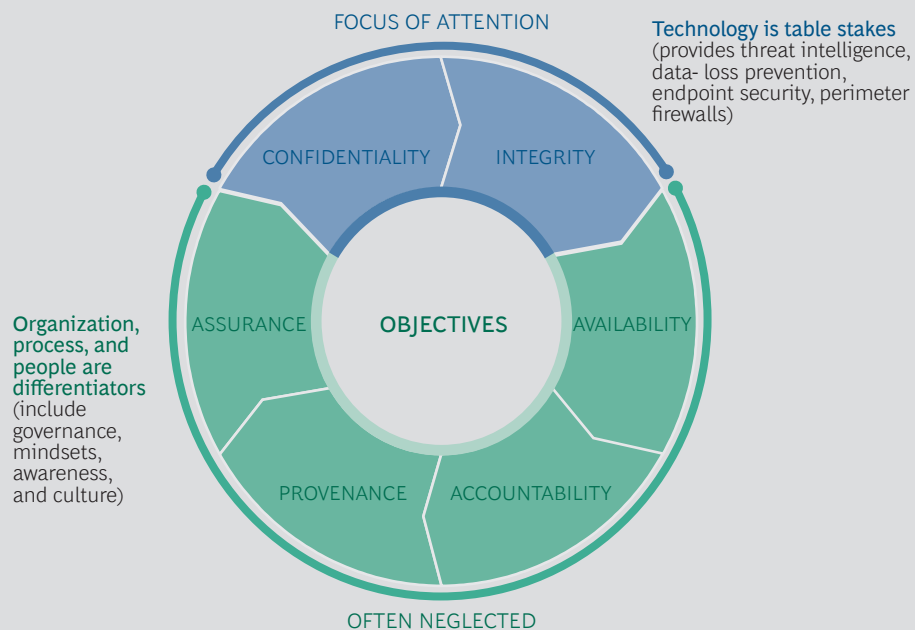 FOCUS OF ATTENTION
Technology is table stakes
(provides threat intelligence,
data- loss prevention,
endpoint security, perimeter
firewalls)
CONFIDENTIALITY
INTEGRITY
ASSURANCE
OBJECTIVES
AVAILABILITY
Organization,
process, and
people are
differentiators
(include
governance,
mindsets,
awareness,
and culture)
PROVENANCE
ACCOUNTABILITY
OFTEN NEGLECTED